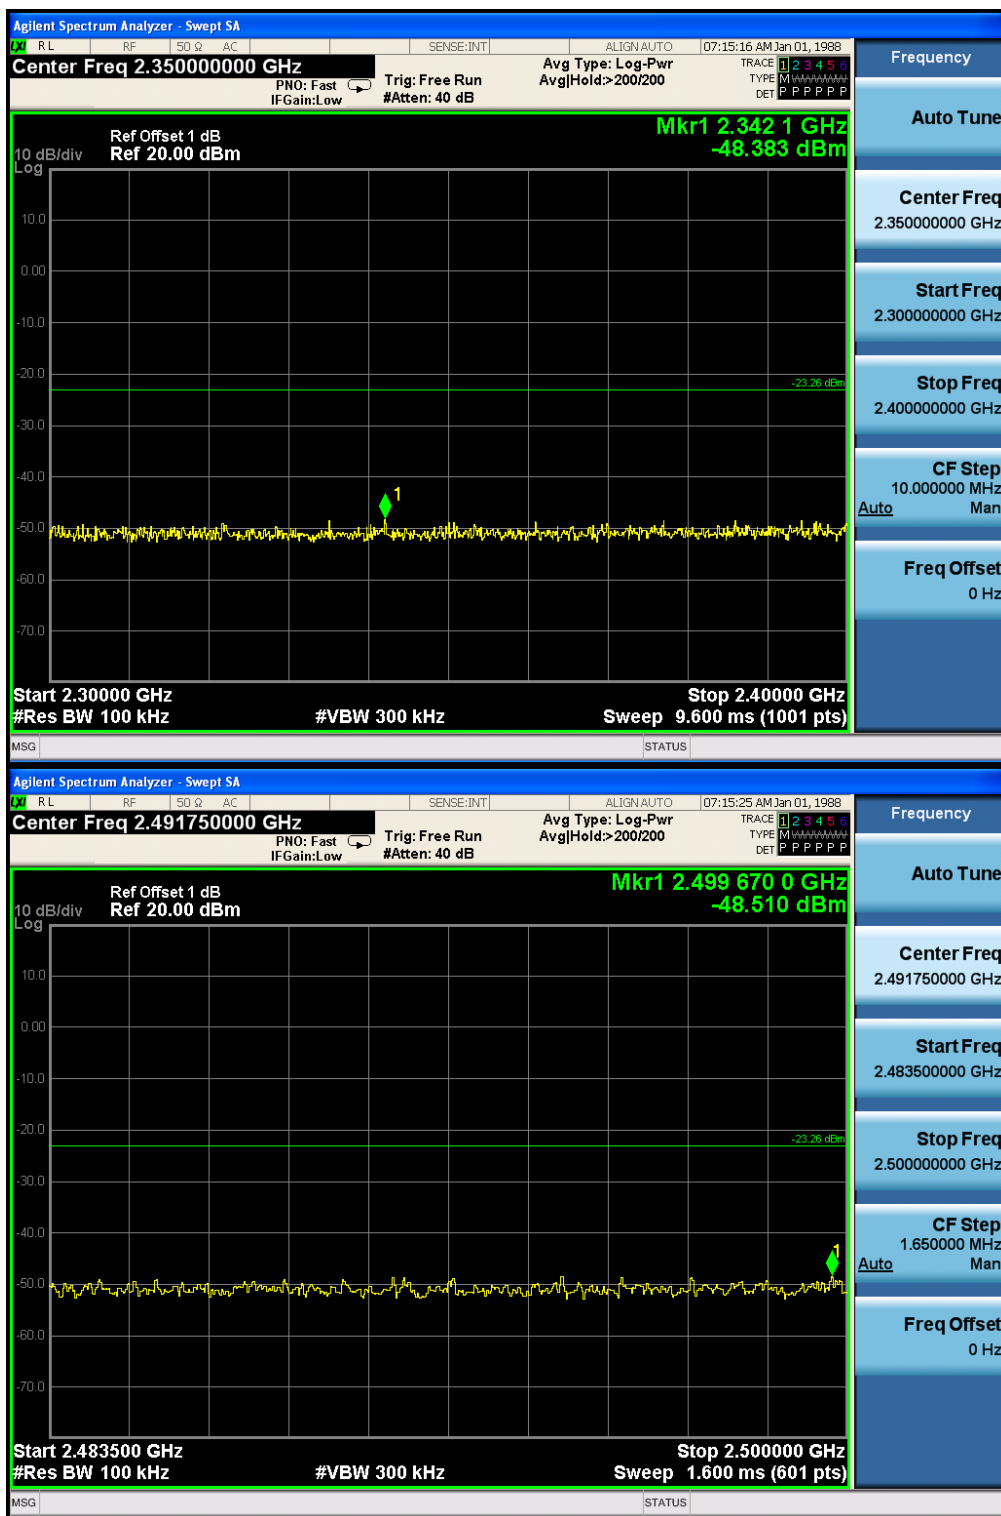 Agilent Spectrum Analyzer - Swept SA
LXI RL RF 50 Ω AC SENSE:INT ALIGN AUTO 07:15:16 AM Jan 01, 1988
Center Freq 2.350000000 GHz
PNO: Fast
IFGain:Low
Trig: Free Run
#Atten: 40 dB
Avg Type: Log-Pwr
Avg|Hold:>200/200
TRACE 1 2 3 4 5 6
TYPE M
DET P P P P P P
Frequency
Mkr1 2.342 1 GHz
-48.383 dBm
Ref Offset 1 dB
10 dB/div Ref 20.00 dBm
Log
10.0
0.00
-10.0
-20.0
-23.26 dBm
-30.0
-40.0
1
-50.0
-60.0
-70.0
Start 2.30000 GHz Stop 2.40000 GHz
#Res BW 100 kHz #VBW 300 kHz Sweep 9.600 ms (1001 pts)
MSG STATUS
Auto Tune
Center Freq
2.350000000 GHz
Start Freq
2.300000000 GHz
Stop Freq
2.400000000 GHz
CF Step
10.000000 MHz
Auto Man
Freq Offset
0 Hz
Agilent Spectrum Analyzer - Swept SA
LXI RL RF 50 Ω AC SENSE:INT ALIGN AUTO 07:15:25 AM Jan 01, 1988
Center Freq 2.491750000 GHz
PNO: Fast
IFGain:Low
Trig: Free Run
#Atten: 40 dB
Avg Type: Log-Pwr
Avg|Hold:>200/200
TRACE 1 2 3 4 5 6
TYPE M
DET P P P P P P
Frequency
Mkr1 2.499 670 0 GHz
-48.510 dBm
Ref Offset 1 dB
10 dB/div Ref 20.00 dBm
Log
10.0
0.00
-10.0
-20.0
-23.26 dBm
-30.0
-40.0
1
-50.0
-60.0
-70.0
Start 2.483500 GHz Stop 2.500000 GHz
#Res BW 100 kHz #VBW 300 kHz Sweep 1.600 ms (601 pts)
MSG STATUS
Auto Tune
Center Freq
2.491750000 GHz
Start Freq
2.483500000 GHz
Stop Freq
2.500000000 GHz
CF Step
1.650000 MHz
Auto Man
Freq Offset
0 Hz